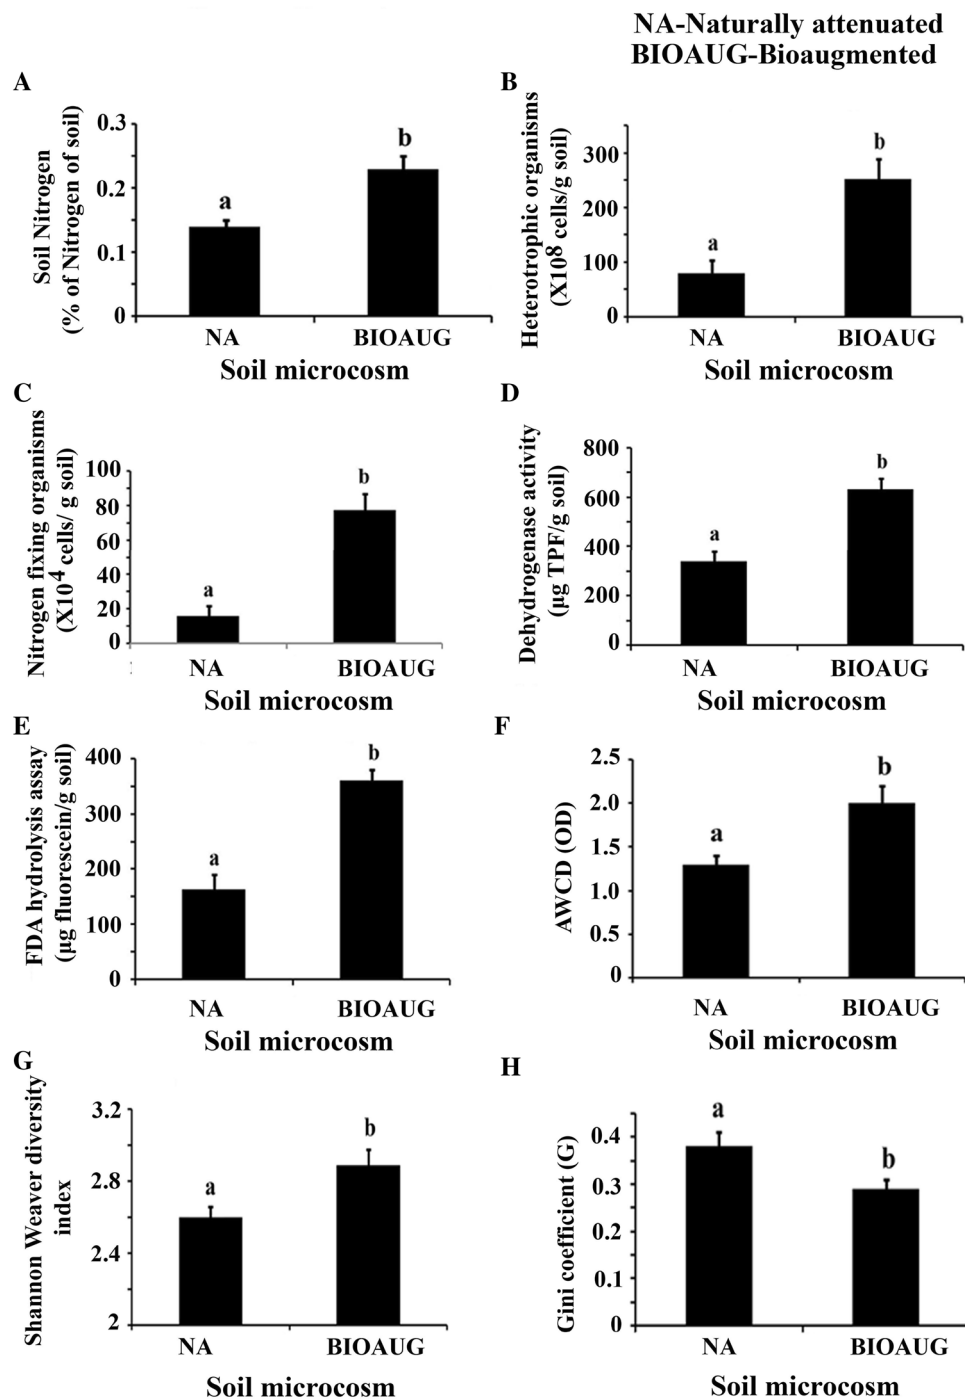 NA-Naturally attenuated
BIOAUG-Bioaugmented
A
Soil Nitrogen
(% of Nitrogen of soil)
0.3
0.2
0.1
0
a
b
NA
BIOAUG
Soil microcosm
B
Heterotrophic organisms
(X10⁸ cells/g soil)
300
200
100
0
a
b
NA
BIOAUG
Soil microcosm
C
Nitrogen fixing organisms
(X10⁴ cells/ g soil)
100
80
60
40
20
0
a
b
NA
BIOAUG
Soil microcosm
D
Dehydrogenase activity
(µg TPF/g soil)
800
600
400
200
0
a
b
NA
BIOAUG
Soil microcosm
E
FDA hydrolysis assay
(µg fluorescein/g soil)
400
300
200
100
0
a
b
NA
BIOAUG
Soil microcosm
F
AWCD (OD)
2.5
2.0
1.5
1.0
0.5
0
a
b
NA
BIOAUG
Soil microcosm
G
Shannon Weaver diversity
index
3.2
2.8
2.4
2
a
b
NA
BIOAUG
Soil microcosm
H
Gini coefficient (G)
0.4
0.3
0.2
0.1
0
a
b
NA
BIOAUG
Soil microcosm